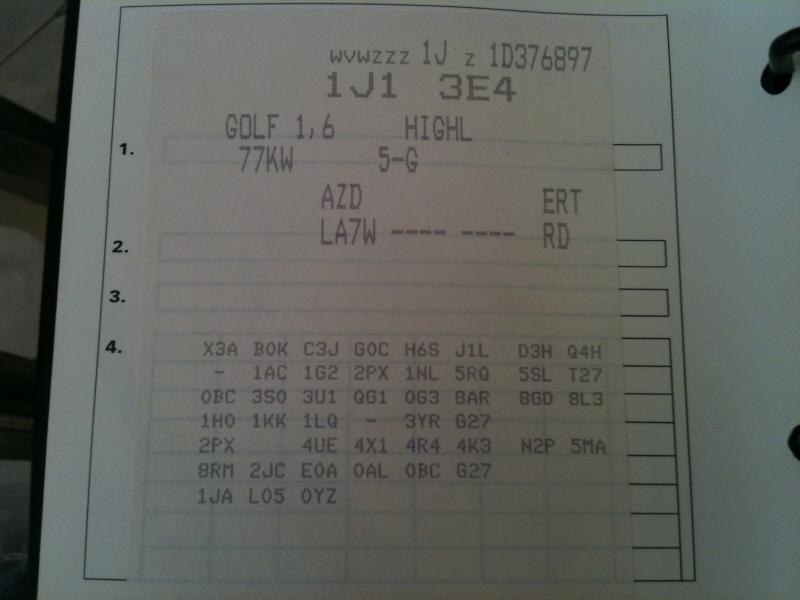 WVWZZZ 1J Z 1D376897
1J1 3E4
GOLF 1,6 HIGHL
1.
77KW 5-G
AZD ERT
LA7W ---- ---- RD
2.
3.
4.
X3A B0K C3J G0C H6S J1L D3H Q4H
- 1AC 1G2 2PX 1NL 5RQ 5SL T27
0BC 3S0 3U1 QG1 0G3 8AR 8GD 8L3
1H0 1KK 1LQ - 3YR G27
2PX 4UE 4X1 4R4 4K3 N2P 5MA
8RM 2JC E0A 0AL 0BC G27
1JA L05 0YZ